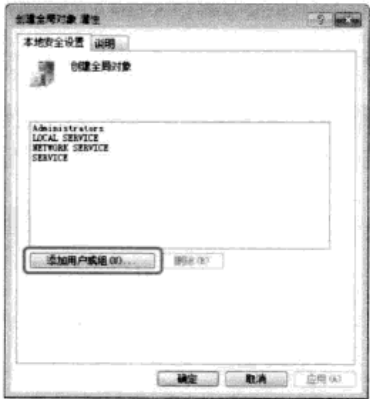 创建全局对象 属性
本地安全设置 说明
创建全局对象
Administrators
LOCAL SERVICE
NETWORK SERVICE
SERVICE
添加用户或组(U)... 删除(R)
确定 取消 应用(A)